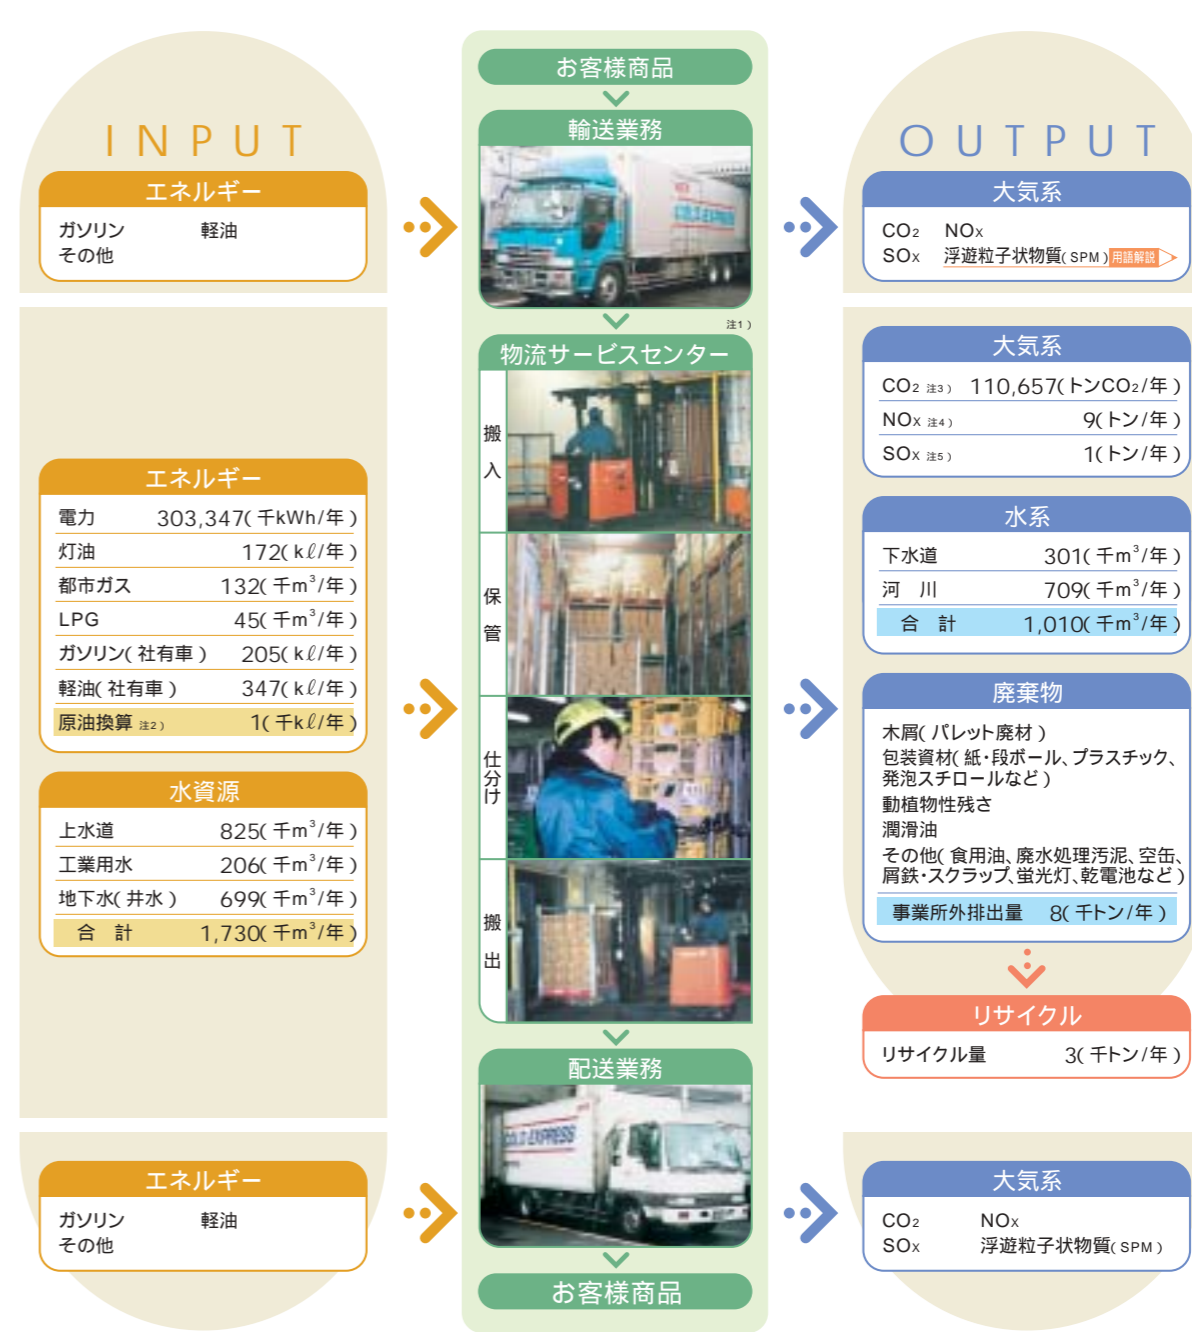 INPUT
エネルギー
ガソリン 軽油
その他
エネルギー
電力 303,347(千kWh/年)
灯油 172(kℓ/年)
都市ガス 132(千m³/年)
LPG 45(千m³/年)
ガソリン(社有車) 205(kℓ/年)
軽油(社有車) 347(kℓ/年)
原油換算 注2) 1(千kℓ/年)
水資源
上水道 825(千m³/年)
工業用水 206(千m³/年)
地下水(井水) 699(千m³/年)
合 計 1,730(千m³/年)
エネルギー
ガソリン 軽油
その他
お客様商品
輸送業務
COLD EXPRESS
注1)
物流サービスセンター
搬入
保管
仕分け
搬出
配送業務
COLD EXPRESS
お客様商品
OUTPUT
大気系
CO₂ NOx
SOx 浮遊粒子状物質(SPM) 用語解説
大気系
CO₂ 注3) 110,657(トンCO₂/年)
NOx 注4) 9(トン/年)
SOx 注5) 1(トン/年)
水系
下水道 301(千m³/年)
河 川 709(千m³/年)
合 計 1,010(千m³/年)
廃棄物
木屑(パレット廃材)
包装資材(紙・段ボール、プラスチック、
発泡スチロールなど)
動植物性残さ
潤滑油
その他(食用油、廃水処理汚泥、空缶、
屑鉄・スクラップ、蛍光灯、乾電池など)
事業所外排出量 8(千トン/年)
リサイクル
リサイクル量 3(千トン/年)
大気系
CO₂ NOx
SOx 浮遊粒子状物質(SPM)